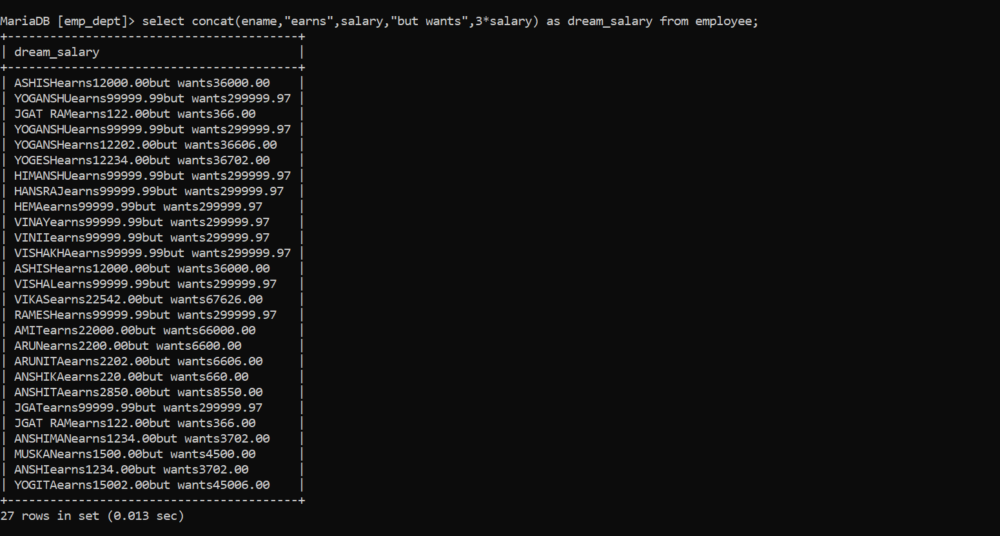 MariaDB [emp_dept]> select concat(ename,"earns",salary,"but wants",3*salary) as dream_salary from employee;
+-----------------------------------------+
| dream_salary                            |
+-----------------------------------------+
| ASHISHearns12000.00but wants36000.00    |
| YOGANSHUearns99999.99but wants299999.97 |
| JGAT RAMearns122.00but wants366.00      |
| YOGANSHUearns99999.99but wants299999.97 |
| YOGANSHearns12202.00but wants36606.00   |
| YOGESHearns12234.00but wants36702.00    |
| HIMANSHUearns99999.99but wants299999.97 |
| HANSRAJearns99999.99but wants299999.97  |
| HEMAearns99999.99but wants299999.97     |
| VINAYearns99999.99but wants299999.97    |
| VINIIearns99999.99but wants299999.97    |
| VISHAKHAearns99999.99but wants299999.97 |
| ASHISHearns12000.00but wants36000.00    |
| VISHALearns99999.99but wants299999.97   |
| VIKASearns22542.00but wants67626.00     |
| RAMESHearns99999.99but wants299999.97   |
| AMITearns22000.00but wants66000.00      |
| ARUNearns2200.00but wants6600.00        |
| ARUNITAearns2202.00but wants6606.00     |
| ANSHIKAearns220.00but wants660.00       |
| ANSHITAearns2850.00but wants8550.00     |
| JGATearns99999.99but wants299999.97     |
| JGAT RAMearns122.00but wants366.00      |
| ANSHIMANearns1234.00but wants3702.00    |
| MUSKANearns1500.00but wants4500.00      |
| ANSHIearns1234.00but wants3702.00       |
| YOGITAearns15002.00but wants45006.00    |
+-----------------------------------------+
27 rows in set (0.013 sec)